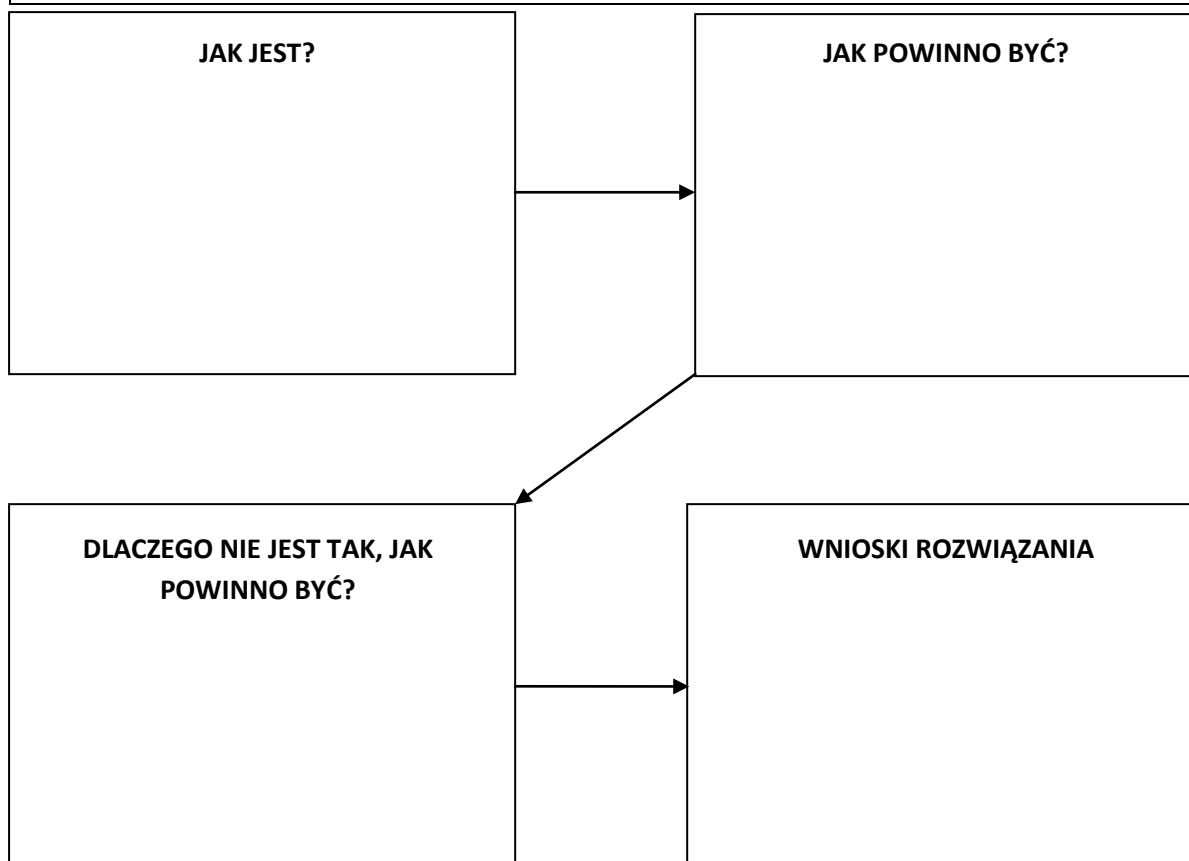 JAK JEST?
JAK POWINNO BYĆ?
DLACZEGO NIE JEST TAK, JAK
POWINNO BYĆ?
WNIOSKI ROZWIĄZANIA